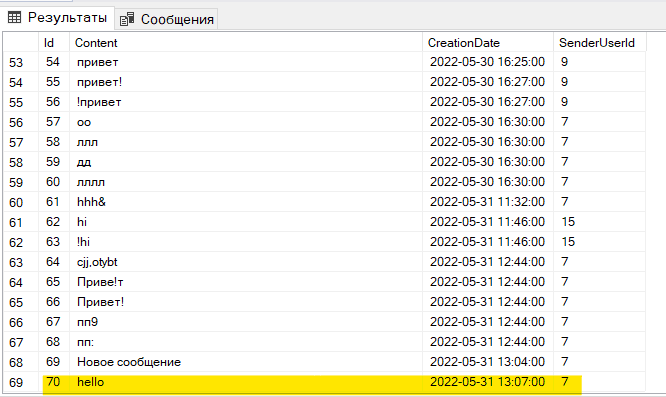 Результаты Сообщения
Id Content CreationDate SenderUserId
53 54 привет 2022-05-30 16:25:00 9
54 55 привет! 2022-05-30 16:27:00 9
55 56 !привет 2022-05-30 16:27:00 9
56 57 оо 2022-05-30 16:30:00 7
57 58 ллл 2022-05-30 16:30:00 7
58 59 дд 2022-05-30 16:30:00 7
59 60 лллл 2022-05-30 16:30:00 7
60 61 hhh& 2022-05-31 11:32:00 7
61 62 hi 2022-05-31 11:46:00 15
62 63 !hi 2022-05-31 11:46:00 15
63 64 cjj,otybt 2022-05-31 12:44:00 7
64 65 Приве!т 2022-05-31 12:44:00 7
65 66 Привет! 2022-05-31 12:44:00 7
66 67 пп9 2022-05-31 12:44:00 7
67 68 пп: 2022-05-31 12:44:00 7
68 69 Новое сообщение 2022-05-31 13:04:00 7
69 70 hello 2022-05-31 13:07:00 7